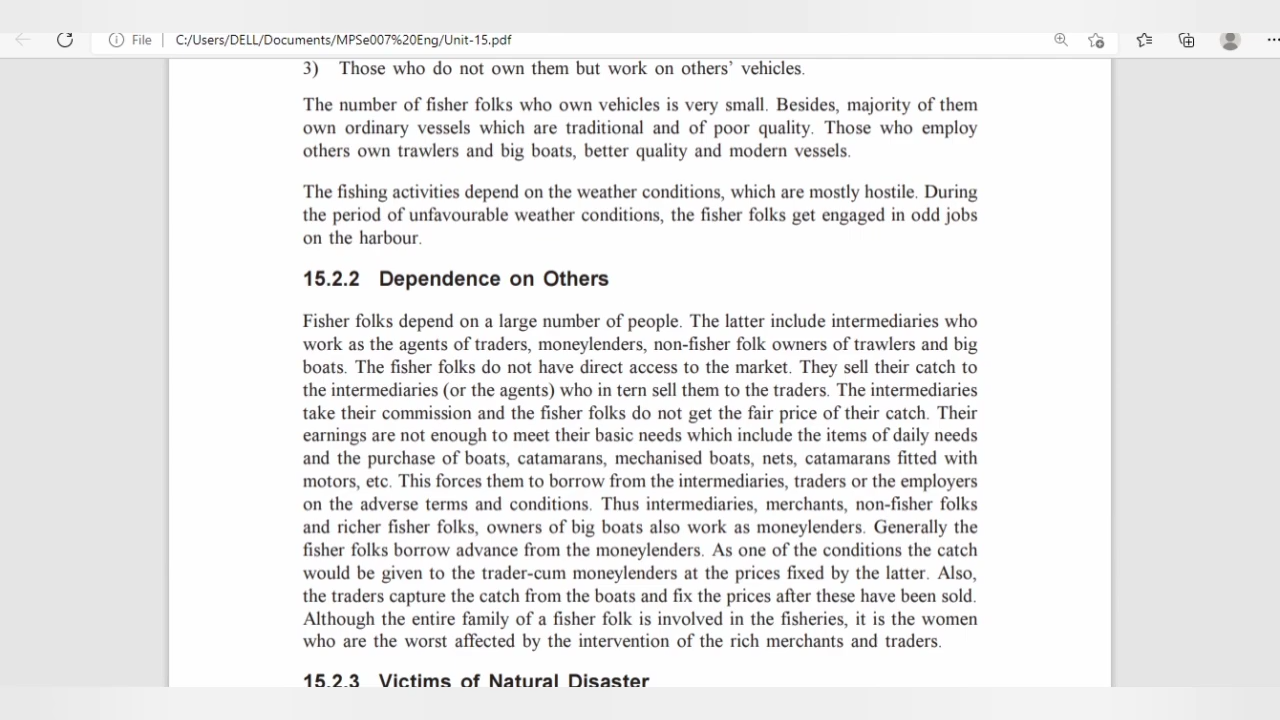 File
C:/Users/DELL/Documents/MPSe007%20Eng/Unit-15.pdf
3) Those who do not own them but work on others’ vehicles.
The number of fisher folks who own vehicles is very small. Besides, majority of them
own ordinary vessels which are traditional and of poor quality. Those who employ
others own trawlers and big boats, better quality and modern vessels.
The fishing activities depend on the weather conditions, which are mostly hostile. During
the period of unfavourable weather conditions, the fisher folks get engaged in odd jobs
on the harbour.
15.2.2 Dependence on Others
Fisher folks depend on a large number of people. The latter include intermediaries who
work as the agents of traders, moneylenders, non-fisher folk owners of trawlers and big
boats. The fisher folks do not have direct access to the market. They sell their catch to
the intermediaries (or the agents) who in tern sell them to the traders. The intermediaries
take their commission and the fisher folks do not get the fair price of their catch. Their
earnings are not enough to meet their basic needs which include the items of daily needs
and the purchase of boats, catamarans, mechanised boats, nets, catamarans fitted with
motors, etc. This forces them to borrow from the intermediaries, traders or the employers
on the adverse terms and conditions. Thus intermediaries, merchants, non-fisher folks
and richer fisher folks, owners of big boats also work as moneylenders. Generally the
fisher folks borrow advance from the moneylenders. As one of the conditions the catch
would be given to the trader-cum moneylenders at the prices fixed by the latter. Also,
the traders capture the catch from the boats and fix the prices after these have been sold.
Although the entire family of a fisher folk is involved in the fisheries, it is the women
who are the worst affected by the intervention of the rich merchants and traders.
15.2.3 Victims of Natural Disaster